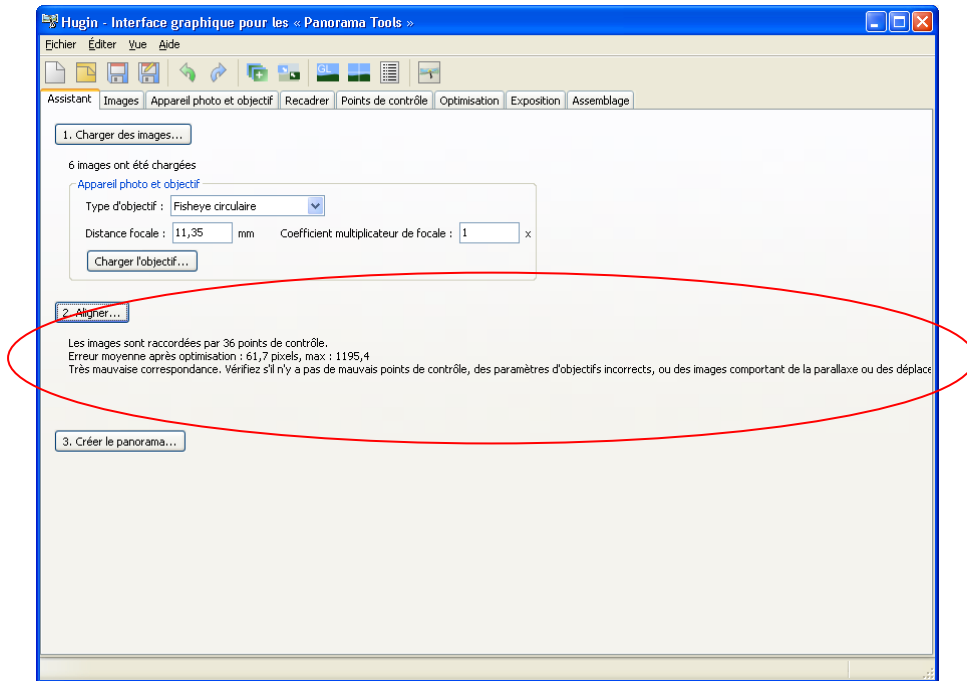 Hugin - Interface graphique pour les « Panorama Tools »
Fichier Éditer Vue Aide
GL
Assistant Images Appareil photo et objectif Recadrer Points de contrôle Optimisation Exposition Assemblage
1. Charger des images...
6 images ont été chargées
Appareil photo et objectif
Type d'objectif : Fisheye circulaire
Distance focale : 11,35 mm Coefficient multiplicateur de focale : 1 x
Charger l'objectif...
2. Aligner...
Les images sont raccordées par 36 points de contrôle.
Erreur moyenne après optimisation : 61,7 pixels, max : 1195,4
Très mauvaise correspondance. Vérifiez s'il n'y a pas de mauvais points de contrôle, des paramètres d'objectifs incorrects, ou des images comportant de la parallaxe ou des déplace
3. Créer le panorama...